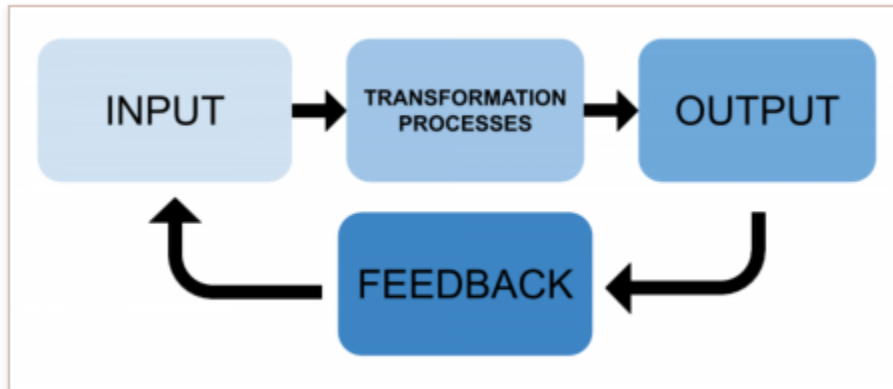 INPUT
TRANSFORMATION
PROCESSES
OUTPUT
FEEDBACK